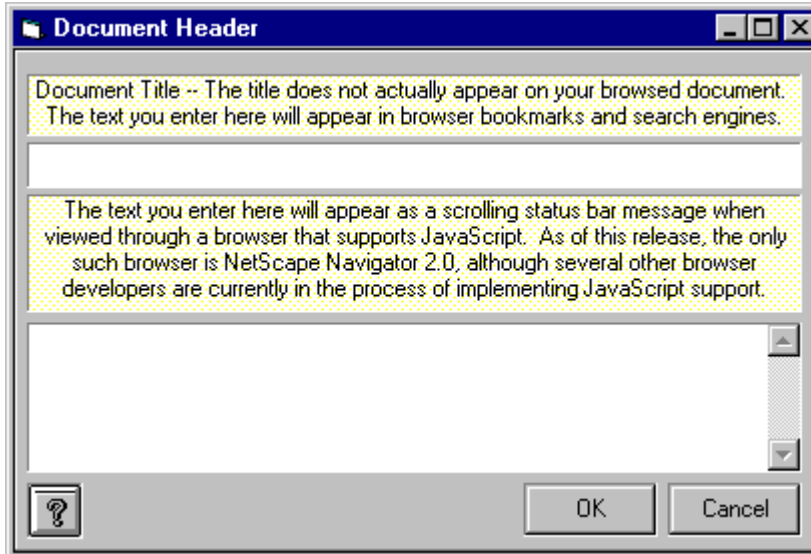 Document Header
Document Title -- The title does not actually appear on your browsed document.
The text you enter here will appear in browser bookmarks and search engines.
The text you enter here will appear as a scrolling status bar message when
viewed through a browser that supports JavaScript.  As of this release, the only
such browser is NetScape Navigator 2.0, although several other browser
developers are currently in the process of implementing JavaScript support.
?
OK
Cancel